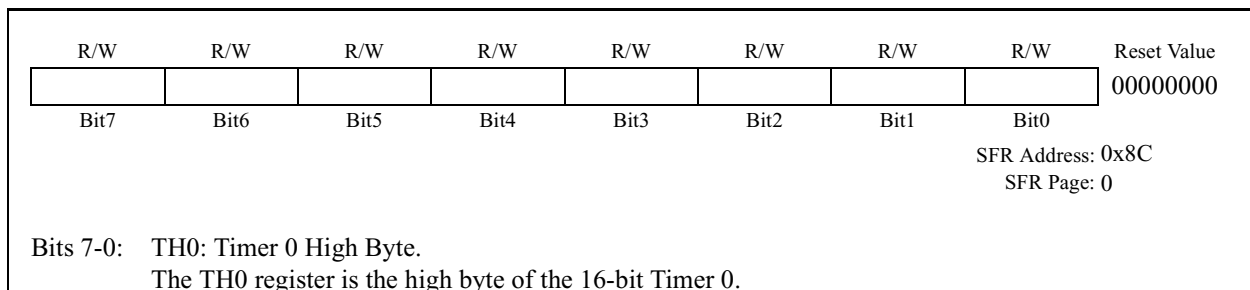 R/W R/W R/W R/W R/W R/W R/W R/W Reset Value
00000000
Bit7 Bit6 Bit5 Bit4 Bit3 Bit2 Bit1 Bit0
SFR Address: 0x8C
SFR Page: 0
Bits 7-0: TH0: Timer 0 High Byte.
The TH0 register is the high byte of the 16-bit Timer 0.